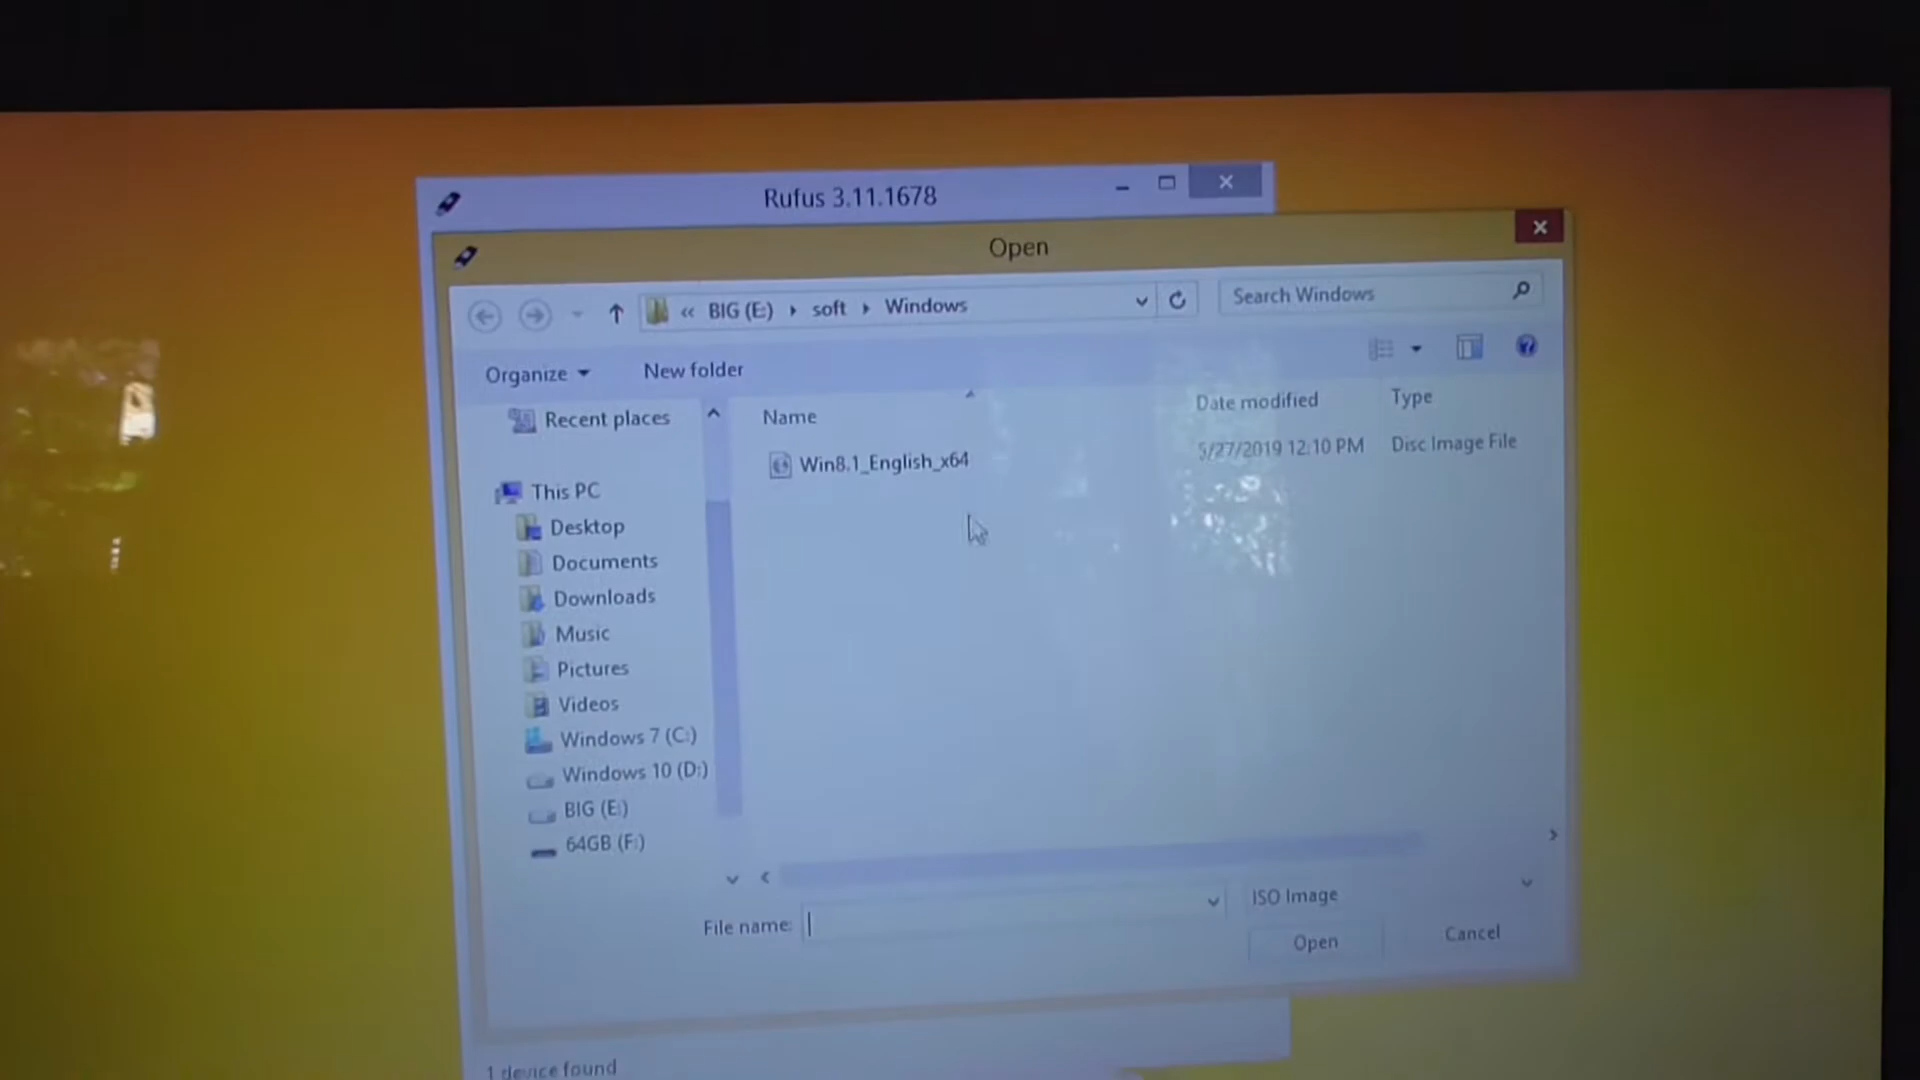 Rufus 3.11.1678
Open
« BIG (E:) soft Windows
Search Windows
Organize
New folder
Recent places
This PC
Desktop
Documents
Downloads
Music
Pictures
Videos
Windows 7 (C:)
Windows 10 (D:)
BIG (E:)
64GB (F:)
Name Date modified Type
Win8.1_English_x64 5/27/2019 12:10 PM Disc Image File
File name:
ISO Image
Open Cancel
1 device found